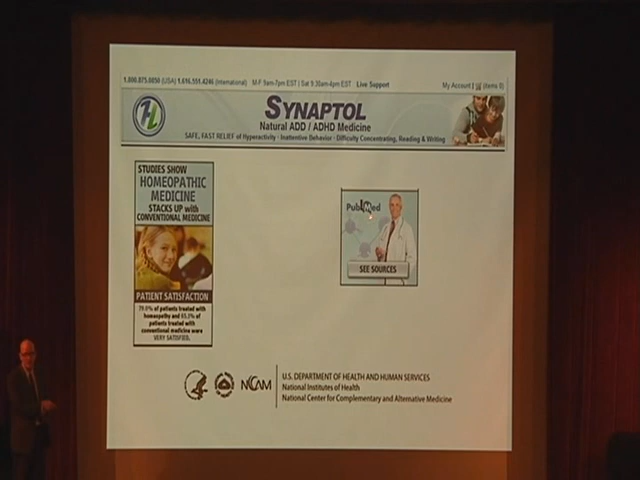 1.800.875.0850 (USA) 1.616.551.4246 (International) M-F 9am-7pm EST | Sat 9:30am-4pm EST Live Support My Account | (items 0)
HL
SYNAPTOL
Natural ADD / ADHD Medicine
SAFE, FAST RELIEF of Hyperactivity · Inattentive Behavior · Difficulty Concentrating, Reading & Writing
STUDIES SHOW
HOMEOPATHIC
MEDICINE
STACKS UP with
CONVENTIONAL MEDICINE
PATIENT SATISFACTION
of patients treated with
homeopathy and
of
patients treated with
conventional medicine were
VERY SATISFIED.
PubMed
SEE SOURCES
NCCAM
U.S. DEPARTMENT OF HEALTH AND HUMAN SERVICES
National Institutes of Health
National Center for Complementary and Alternative Medicine